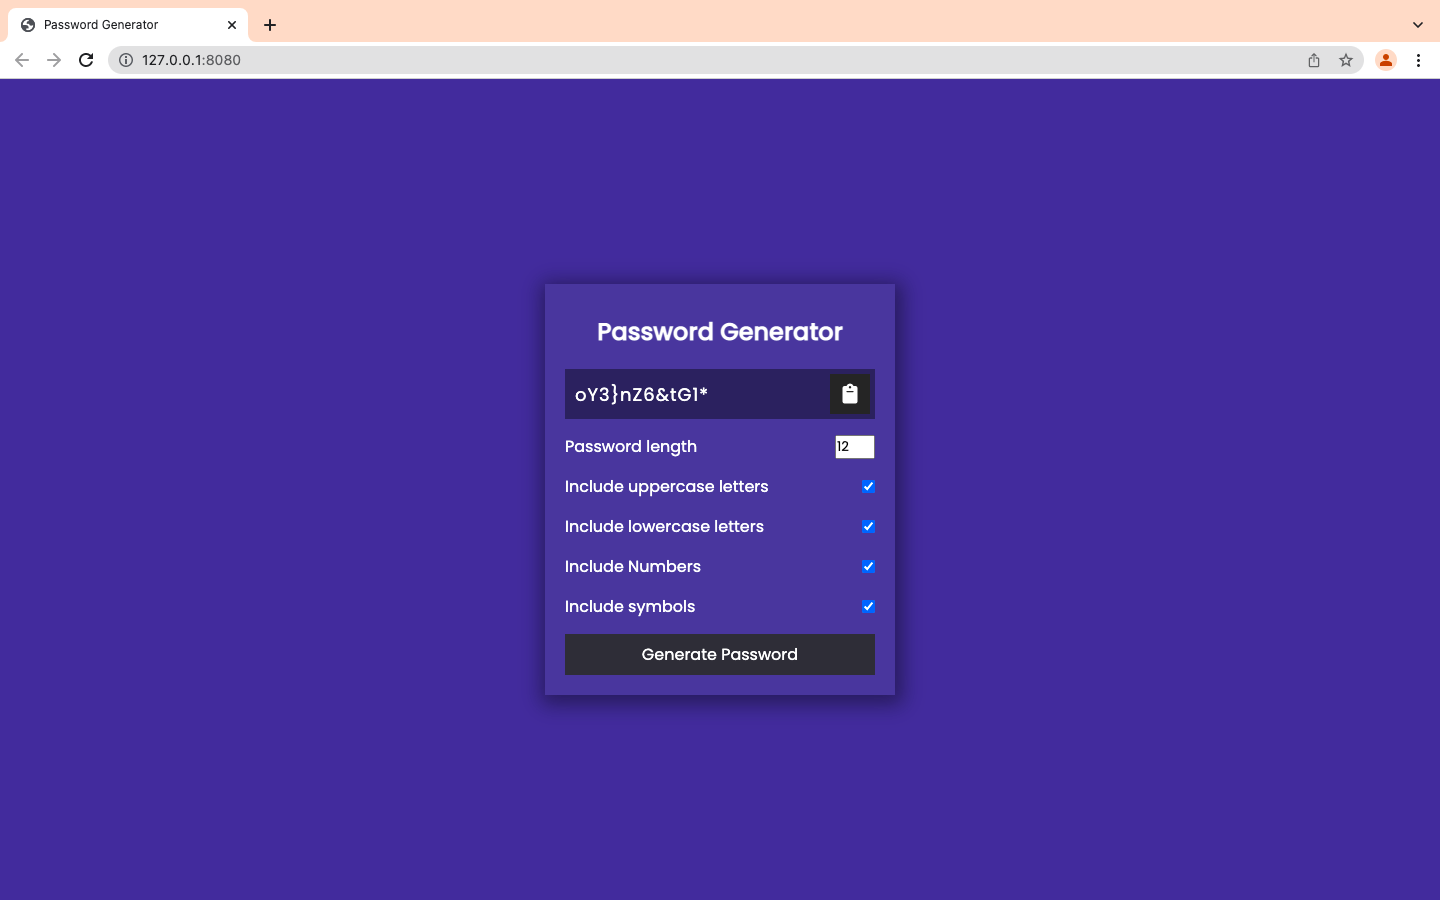 Password Generator
127.0.0.1:8080
Password Generator
oY3}nZ6&tG1*
Password length
12
Include uppercase letters
Include lowercase letters
Include Numbers
Include symbols
Generate Password